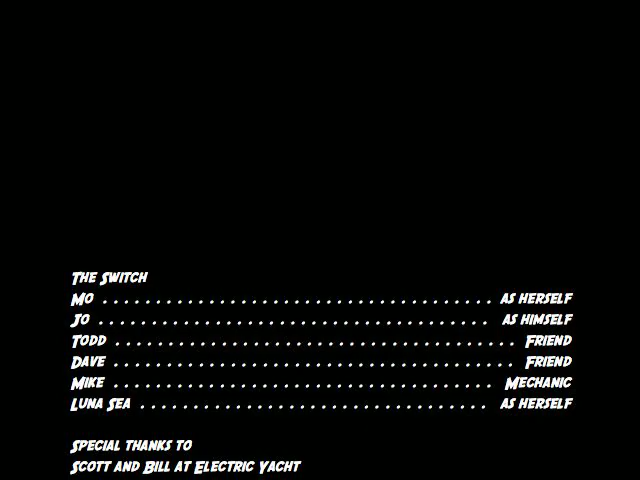 The Switch
Mo . . . . . . . . . . . . . . . . . . . . . . . . . . . . . . . . . . . . . . as herself
Jo . . . . . . . . . . . . . . . . . . . . . . . . . . . . . . . . . . . . . . as himself
Todd . . . . . . . . . . . . . . . . . . . . . . . . . . . . . . . . . . . . . . . Friend
Dave . . . . . . . . . . . . . . . . . . . . . . . . . . . . . . . . . . . . . . . Friend
Mike . . . . . . . . . . . . . . . . . . . . . . . . . . . . . . . . . . . . . Mechanic
Luna Sea . . . . . . . . . . . . . . . . . . . . . . . . . . . . . . . . . . as herself
Special thanks to
Scott and Bill at Electric Yacht